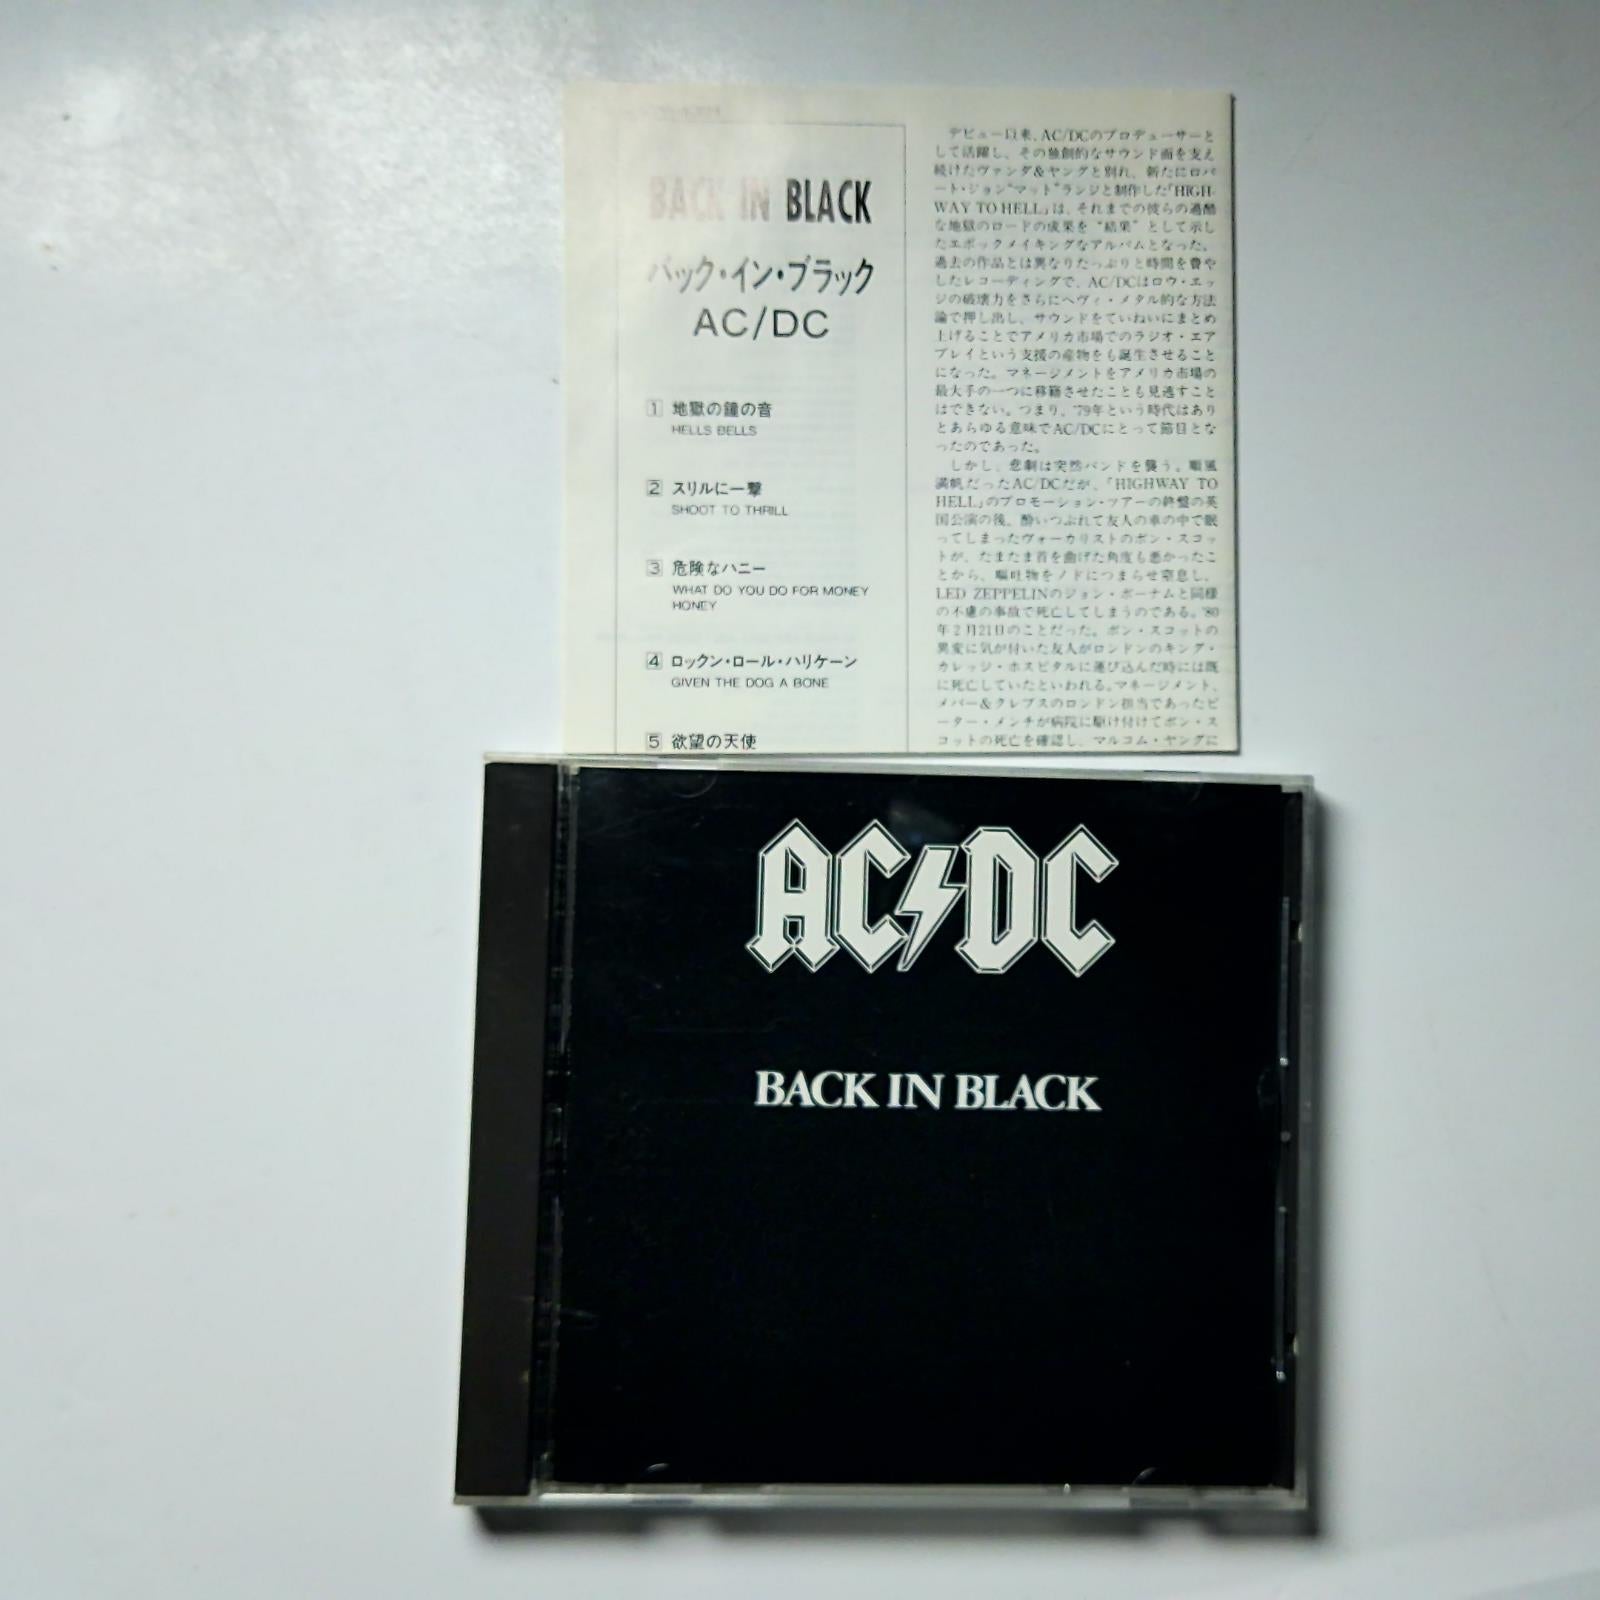 BACK IN BLACK
バック・イン・ブラック
AC/DC
1 地獄の鐘の音
HELLS BELLS
2 スリルに一撃
SHOOT TO THRILL
3 危険なハニー
WHAT DO YOU DO FOR MONEY
HONEY
4 ロックン・ロール・ハリケーン
GIVEN THE DOG A BONE
5 欲望の天使
デビュー以来、AC/DCのプロデューサーと
して活躍し、その独創的なサウンド面を支え
続けたヴァンダ&ヤングと別れ、新たにロバ
ート・ジョン"マット"ランジと制作した「HIGH-
WAY TO HELL」は、それまでの彼らの過酷
な地獄のロードの成果を"結果"として示し
たエポックメイキングなアルバムとなった。
過去の作品とは異なりたっぷりと時間を費や
したレコーディングで、AC/DCはロウ・エッ
ジの破壊力をさらにヘヴィ・メタル的な方法
論で押し出し、サウンドをていねいにまとめ
上げることでアメリカ市場でのラジオ・エア
プレイという支援の産物をも誕生させること
になった。マネージメントをアメリカ市場の
最大手の一つに移籍させたことも見逃すこと
はできない。つまり、'79年という時代はあり
とあらゆる意味でAC/DCにとって節目とな
ったのであった。
しかし、悲劇は突然バンドを襲う。順風
満帆だったAC/DCだが、「HIGHWAY TO
HELL」のプロモーション・ツアーの終盤の英
国公演の後、酔いつぶれて友人の車の中で眠
ってしまったヴォーカリストのボン・スコッ
トが、たまたま首を曲げた角度も悪かったこ
とから、嘔吐物をノドにつまらせ窒息し、
LED ZEPPELINのジョン・ボーナムと同様
の不慮の事故で死亡してしまうのである。'80
年2月21日のことだった。ボン・スコットの
異変に気が付いた友人がロンドンのキング・
カレッジ・ホスピタルに運び込んだ時には既
に死亡していたといわれる。マネージメント、
メバー&クレブスのロンドン担当であったピ
ーター・メンチが病院に駆け付けてボン・ス
コットの死亡を確認し、マルコム・ヤングに
AC/DC
BACK IN BLACK